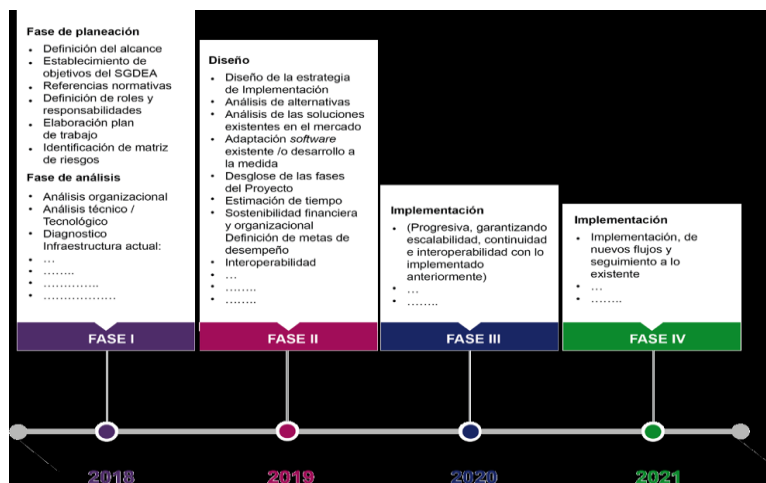 Fase de planeación
• Definición del alcance
• Establecimiento de
objetivos del SGDEA
• Referencias normativas
• Definición de roles y
responsabilidades
• Elaboración plan
de trabajo
• Identificación de matriz
de riesgos
Fase de análisis
• Análisis organizacional
• Análisis técnico /
Tecnológico
• Diagnostico
Infraestructura actual:
• …
• ……..
• …………..
• ………………
FASE I
2018
Diseño
• Diseño de la estrategia
de Implementación
• Análisis de alternativas
• Análisis de las soluciones
existentes en el mercado
• Adaptación software
existente /o desarrollo a
la medida
• Desglose de las fases
del Proyecto
• Estimación de tiempo
• Sostenibilidad financiera
y organizacional
Definición de metas de
desempeño
• Interoperabilidad
• …
• ……..
• ……..
FASE II
2019
Implementación
• (Progresiva, garantizando
escalabilidad, continuidad
e interoperabilidad con lo
implementado
anteriormente)
• …
• ……..
FASE III
2020
Implementación
• Implementación, de
nuevos flujos y
seguimiento a lo
existente
• …
• ……..
FASE IV
2021